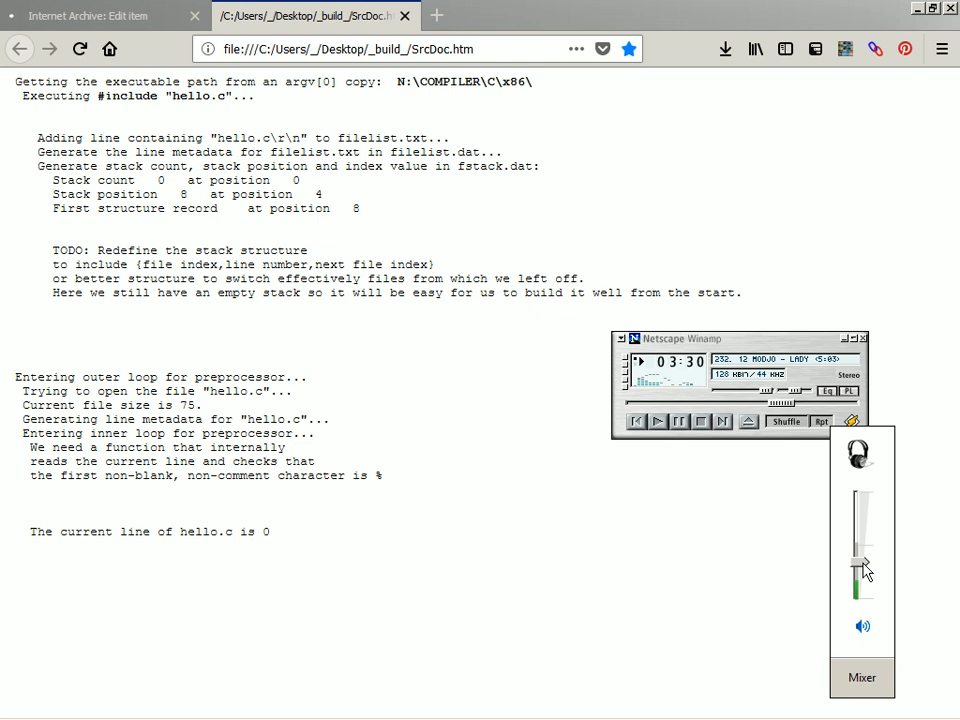 Internet Archive: Edit item
/C:/Users/_/Desktop/_build_/SrcDoc.h
file:///C:/Users/_/Desktop/_build_/SrcDoc.htm
Getting the executable path from an argv[0] copy: N:\COMPILER\C\x86\
Executing #include "hello.c"...
Adding line containing "hello.c\r\n" to filelist.txt...
Generate the line metadata for filelist.txt in filelist.dat...
Generate stack count, stack position and index value in fstack.dat:
Stack count 0 at position 0
Stack position 8 at position 4
First structure record at position 8
TODO: Redefine the stack structure
to include {file index,line number,next file index}
or better structure to switch effectively files from which we left off.
Here we still have an empty stack so it will be easy for us to build it well from the start.
Netscape Winamp
03:30
232. 12 MODJO - LADY <5:03>
128 KBIT/44 KHZ
Stereo
Eq PL
Shuffle Rpt
Entering outer loop for preprocessor...
Trying to open the file "hello.c"...
Current file size is 75.
Generating line metadata for "hello.c"...
Entering inner loop for preprocessor...
We need a function that internally
reads the current line and checks that
the first non-blank, non-comment character is %
The current line of hello.c is 0
Mixer